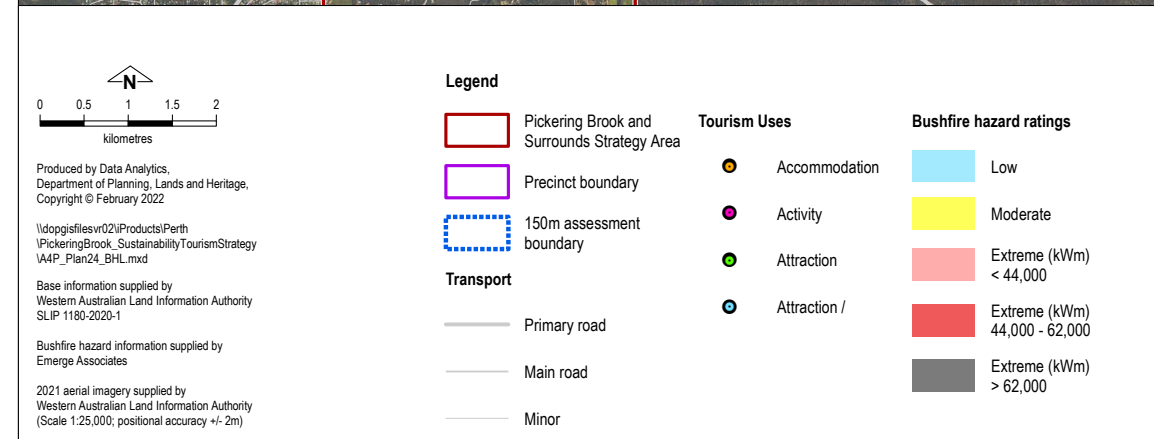 N
0 0.5 1 1.5 2
kilometres
Produced by Data Analytics,
Department of Planning, Lands and Heritage,
Copyright © February 2022
\\dopgisfilesvr02\iProducts\Perth
\PickeringBrook_SustainabilityTourismStrategy
\A4P_Plan24_BHL.mxd
Base information supplied by
Western Australian Land Information Authority
SLIP 1180-2020-1
Bushfire hazard information supplied by
Emerge Associates
2021 aerial imagery supplied by
Western Australian Land Information Authority
(Scale 1:25,000; positional accuracy +/- 2m)
Legend
Pickering Brook and
Surrounds Strategy Area
Precinct boundary
150m assessment
boundary
Transport
Primary road
Main road
Minor
Tourism Uses
Accommodation
Activity
Attraction
Attraction /
Bushfire hazard ratings
Low
Moderate
Extreme (kWm)
< 44,000
Extreme (kWm)
44,000 - 62,000
Extreme (kWm)
> 62,000